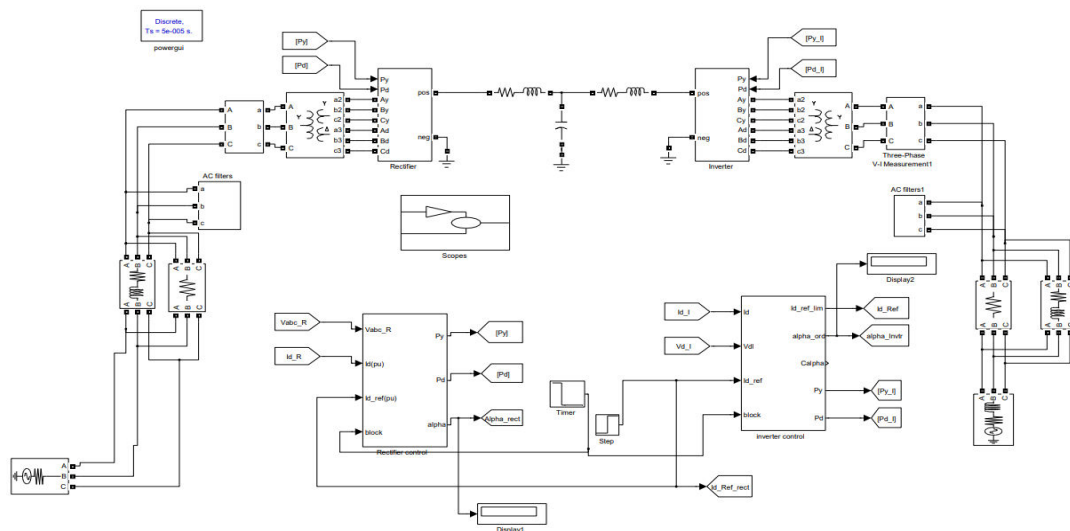 Discrete,
Ts = 5e-005 s.
powergui
[Py]
[Pd]
Py
Pd
Ay
By
Cy
Ad
Bd
Cd
pos
neg
Rectifier
A
B
C
a
b
c
A
B
C
Y
Y
Δ
a2
b2
c2
a3
b3
c3
[Py_I]
[Pd_I]
pos
neg
Py
Pd
Ay
By
Cy
Ad
Bd
Cd
Inverter
a2
b2
c2
a3
b3
c3
Y
Y
Δ
A
B
C
A
B
C
a
b
c
Three-Phase
V-I Measurement1
AC filters
a
b
c
AC filters1
a
b
c
A B C
A B C
A B C
A B C
Scopes
Display2
Vabc_R
Id_R
Vabc_R
Id(pu)
Id_ref(pu)
block
Py
Pd
alpha
Rectifier control
[Py]
[Pd]
Alpha_rect
Timer
Step
Id_I
Vd_I
Id
VdI
Id_ref
block
Id_ref_lim
alpha_ord
Calpha
Py
Pd
inverter control
Id_Ref
alpha_Invtr
[Py_I]
[Pd_I]
A B C
A B C
A B C
A B C
A B C
A
B
C
Id_Ref_rect
Display1